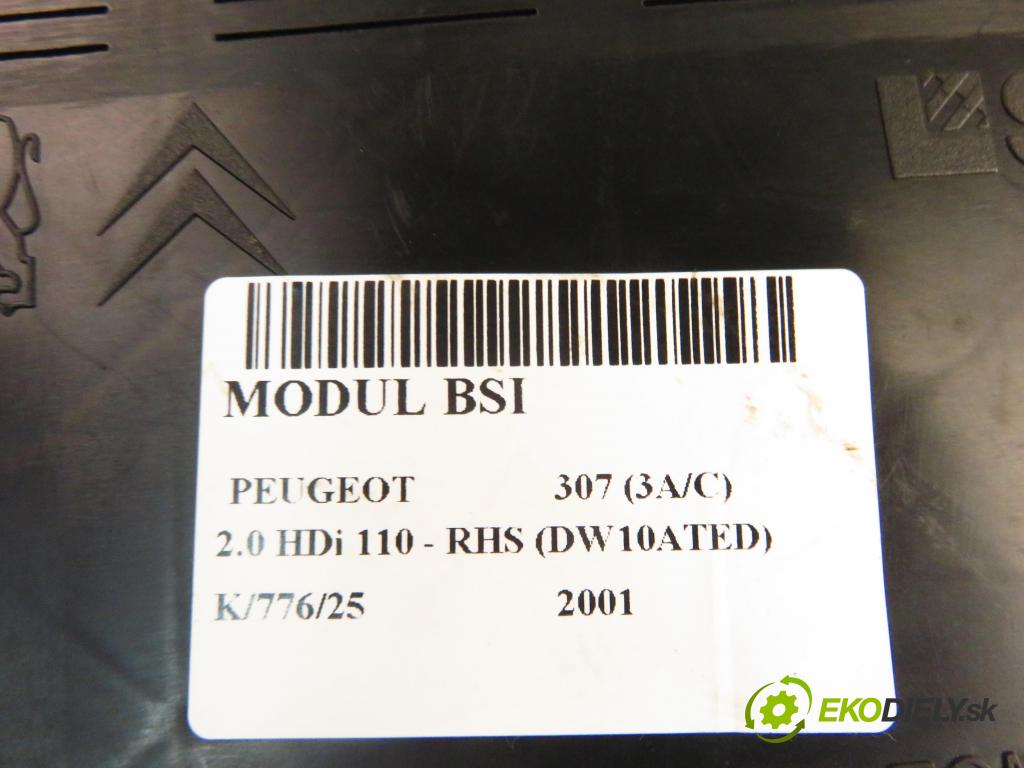 MODUL BSI
PEUGEOT 307 (3A/C)
2.0 HDi 110 - RHS (DW10ATED)
K/776/25 2001
EKODIELY.sk